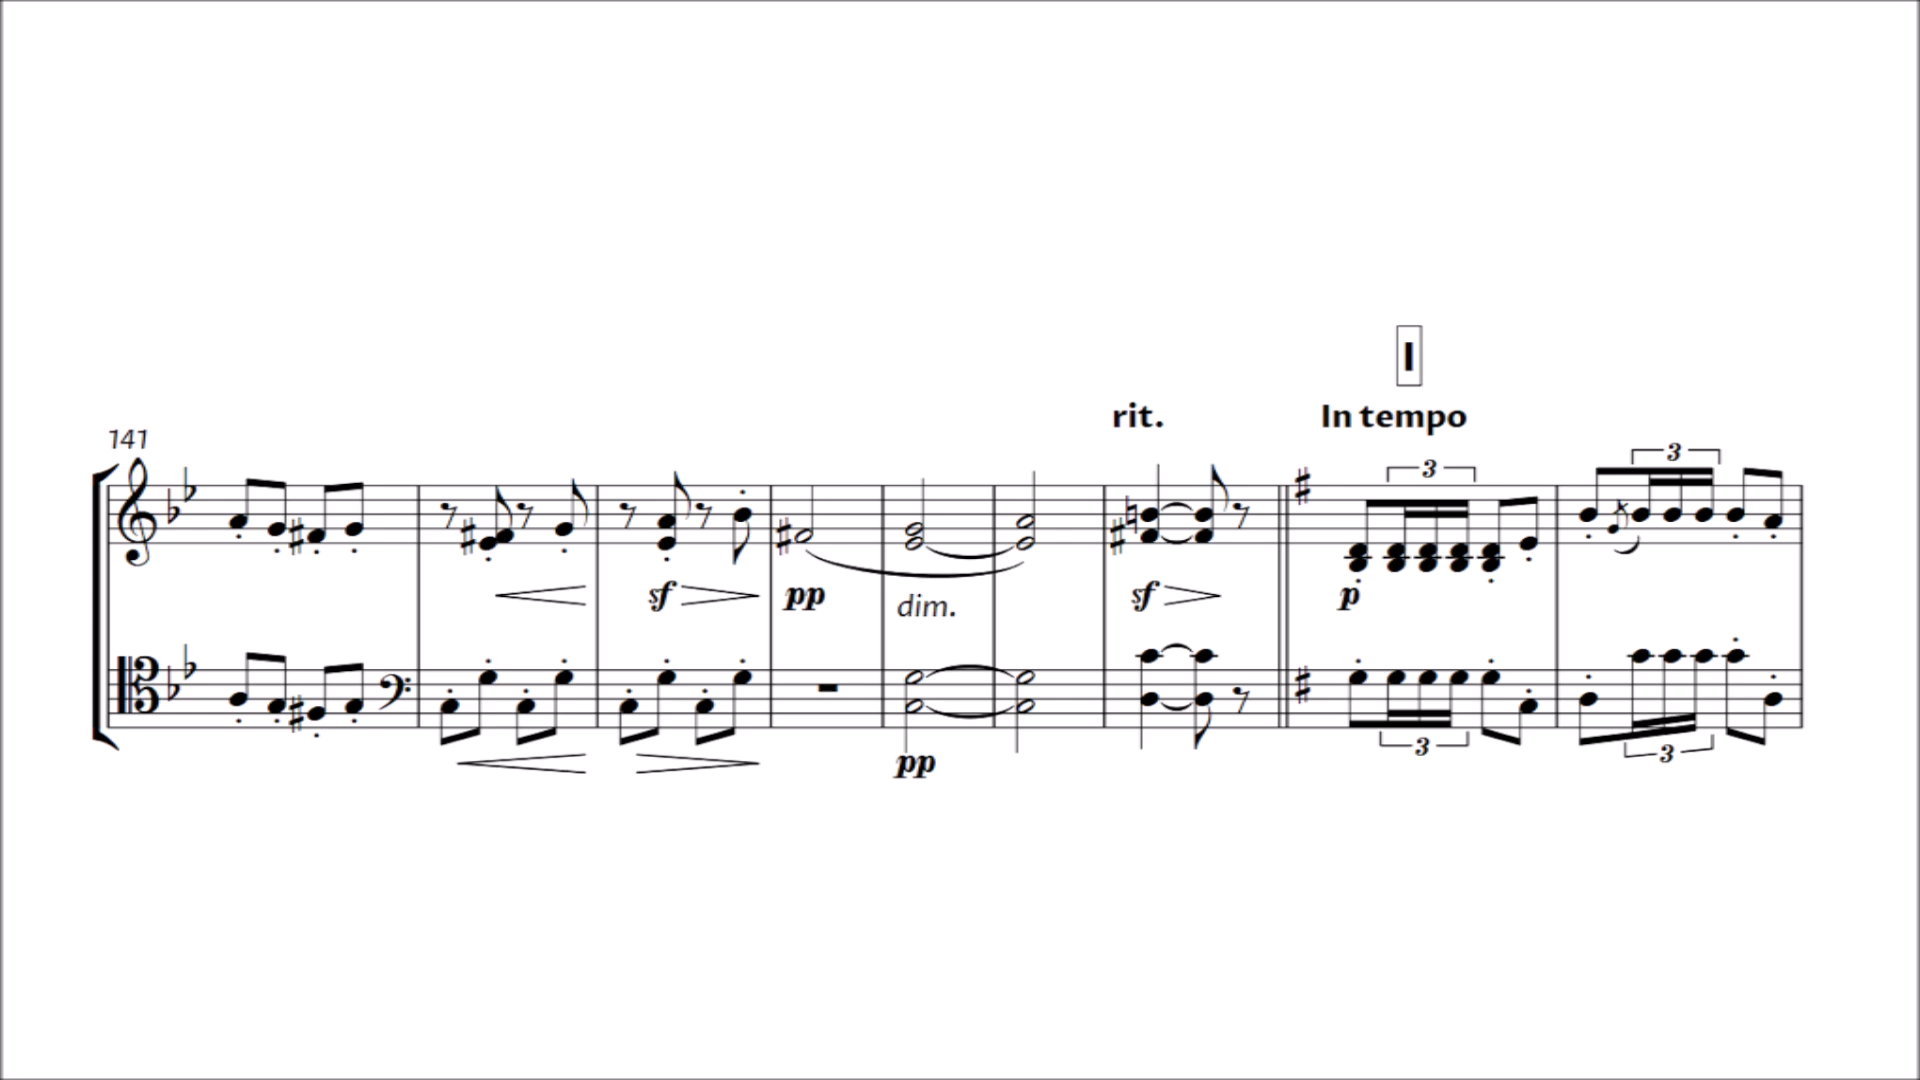 I
rit. In tempo
141
3 3
sf pp dim. sf p
3 3
pp